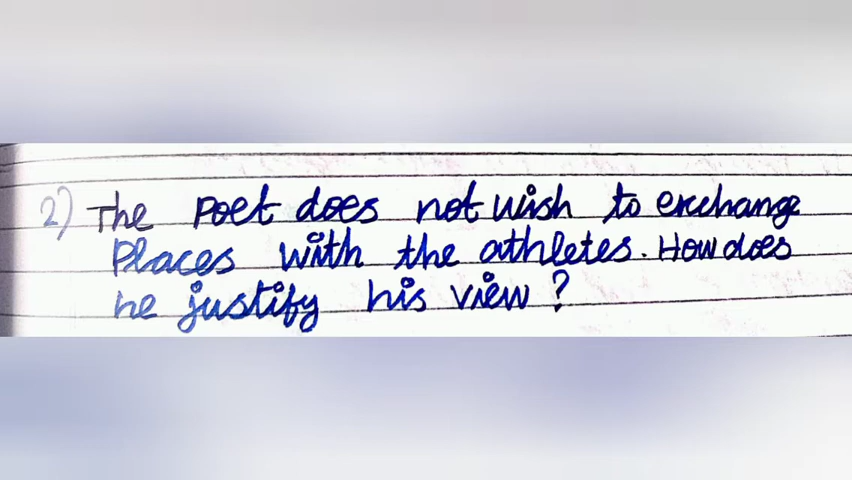 2) The Poet does not wish to exchange
Places with the athletes. How does
he justify his view?